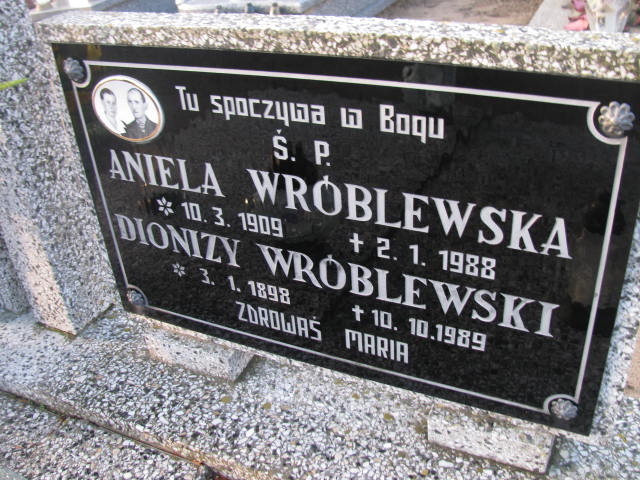 Tu spoczywa w Bogu
Ś. P.
ANIELA WRÓBLEWSKA
* 10. 3. 1909 + 2. 1. 1988
DIONIZY WRÓBLEWSKI
* 3. 1. 1898 + 10. 10. 1989
ZDROWAŚ MARIA